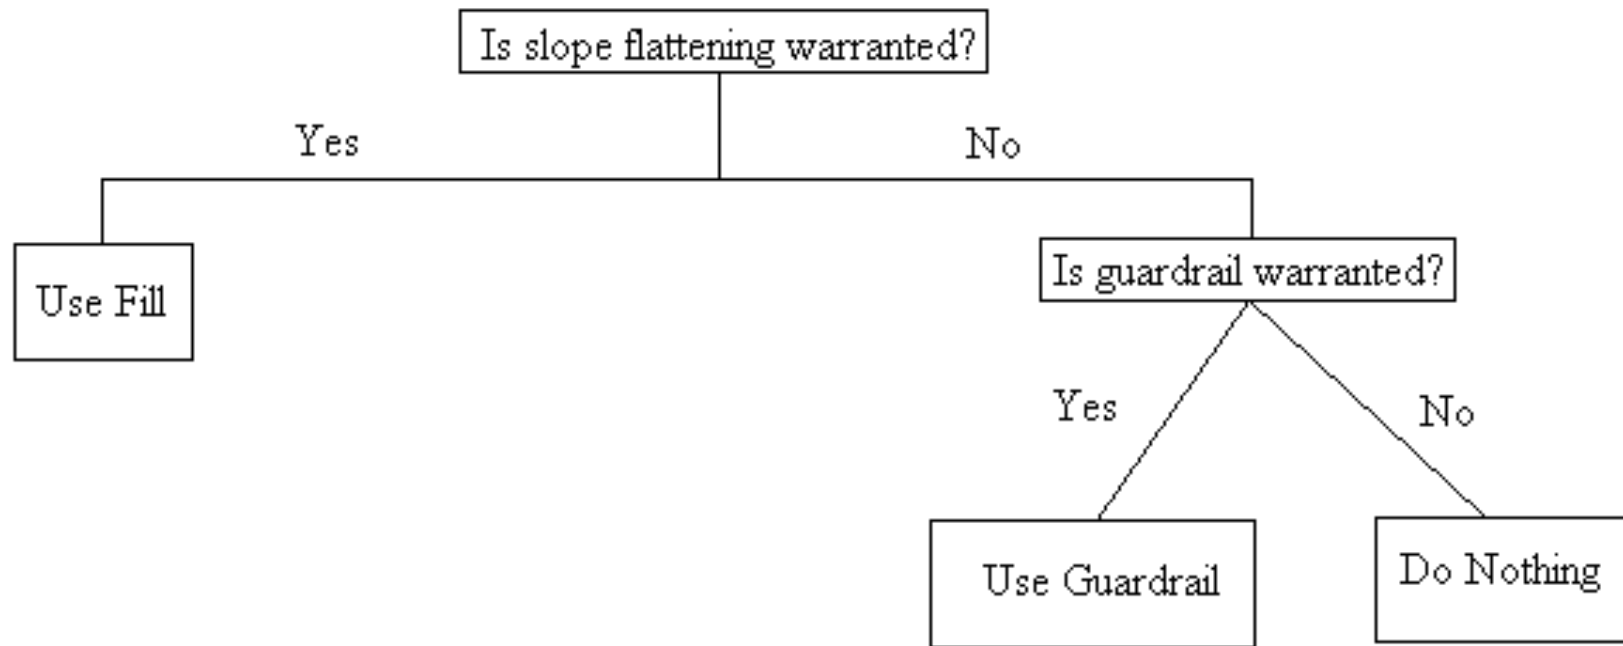 Is slope flattening warranted?
Yes
No
Use Fill
Is guardrail warranted?
Yes
No
Use Guardrail
Do Nothing